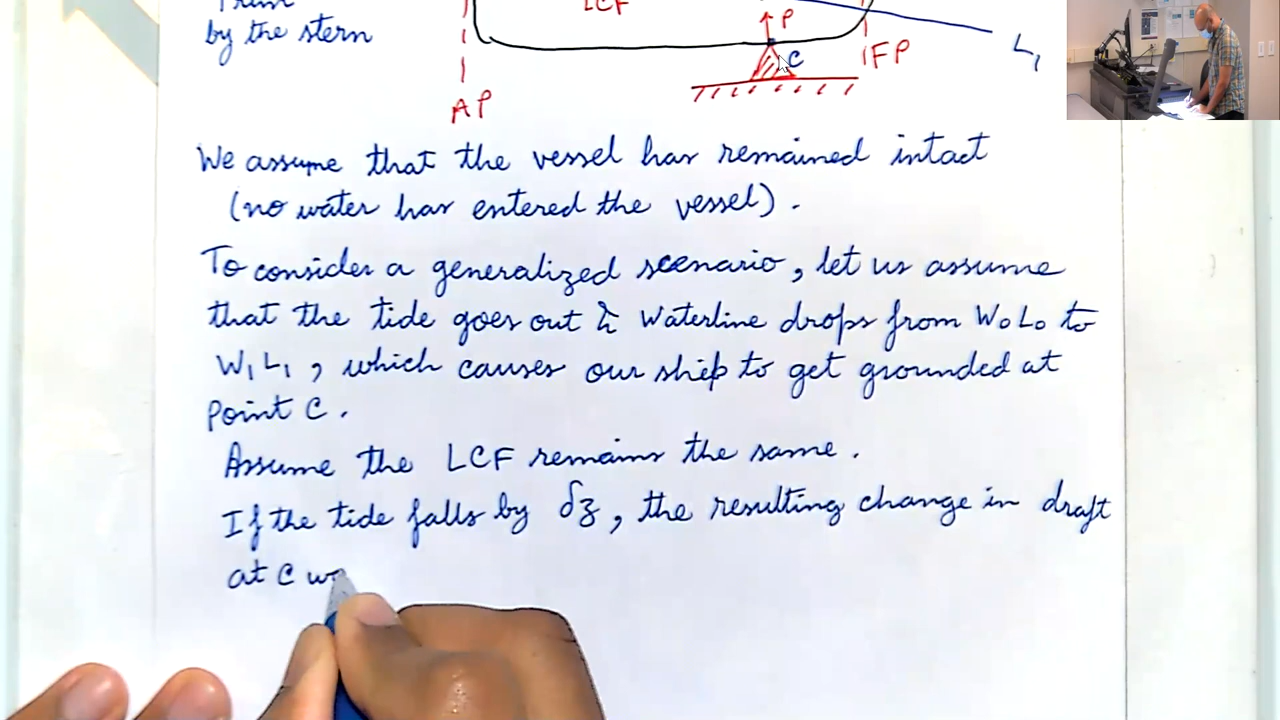 Trim LCF
by the stern
P
C
L1
FP
AP
We assume that the vessel has remained intact
(no water has entered the vessel).
To consider a generalized scenario, let us assume
that the tide goes out & Waterline drops from W0L0 to
W1L1, which causes our ship to get grounded at
Point C.
Assume the LCF remains the same.
If the tide falls by δz, the resulting change in draft
at C wo